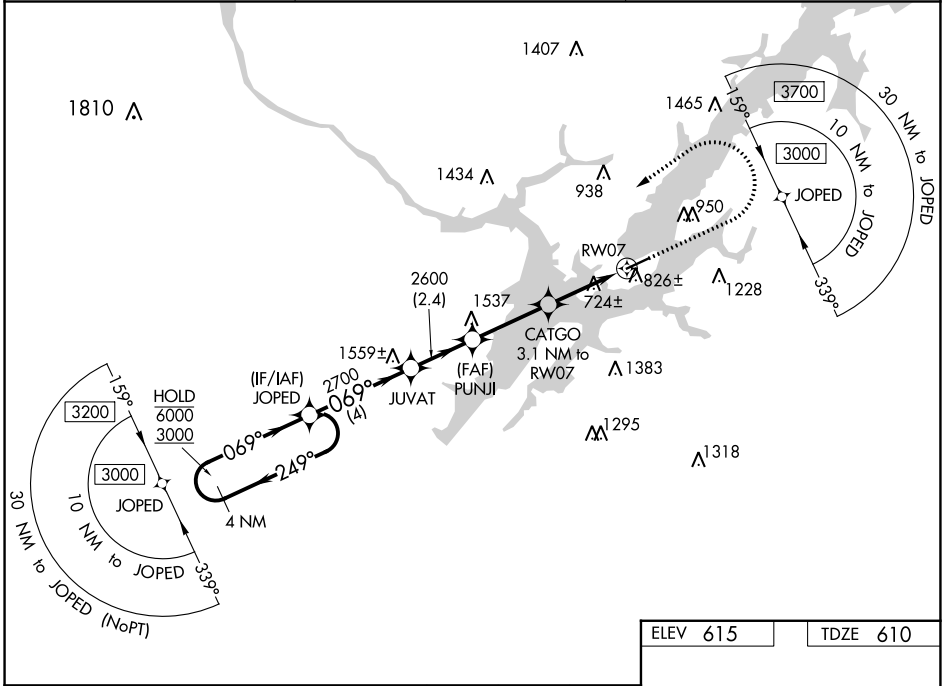 1407
1810
1465
159°
3700
30 NM to JOPED
10 NM to JOPED
3000
1434
938
JOPED
950
RW07
2600
(2.4)
826±
724±
1228
339°
1537
CATGO
3.1 NM to
RW07
1559±
(FAF)
PUNJI
1383
(IF/IAF)
JOPED
2700
069°
(4)
JUVAT
159°
HOLD
6000
3000
3200
069°
249°
1295
1318
3000
JOPED
4 NM
10 NM to JOPED
339°
30 NM to JOPED (NoPT)
ELEV 615
TDZE 610